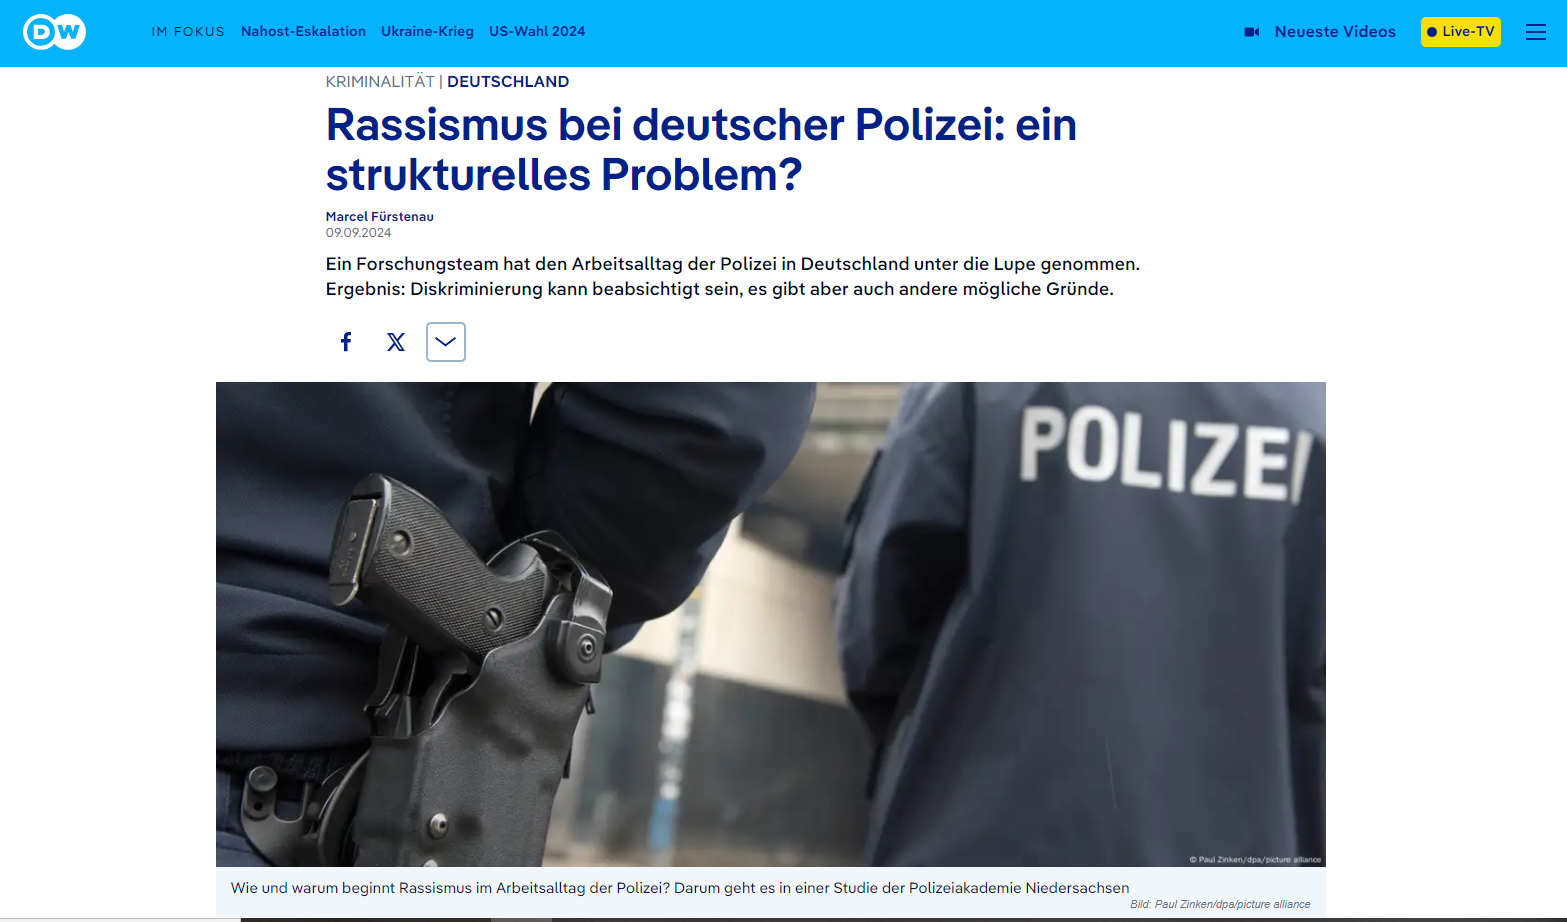 DW
IM FOKUS Nahost-Eskalation Ukraine-Krieg US-Wahl 2024 Neueste Videos Live-TV
KRIMINALITÄT | DEUTSCHLAND
Rassismus bei deutscher Polizei: ein
strukturelles Problem?
Marcel Fürstenau
09.09.2024
Ein Forschungsteam hat den Arbeitsalltag der Polizei in Deutschland unter die Lupe genommen.
Ergebnis: Diskriminierung kann beabsichtigt sein, es gibt aber auch andere mögliche Gründe.
POLIZEI
© Paul Zinken/dpa/picture alliance
Wie und warum beginnt Rassismus im Arbeitsalltag der Polizei? Darum geht es in einer Studie der Polizeiakademie Niedersachsen
Bild: Paul Zinken/dpa/picture alliance